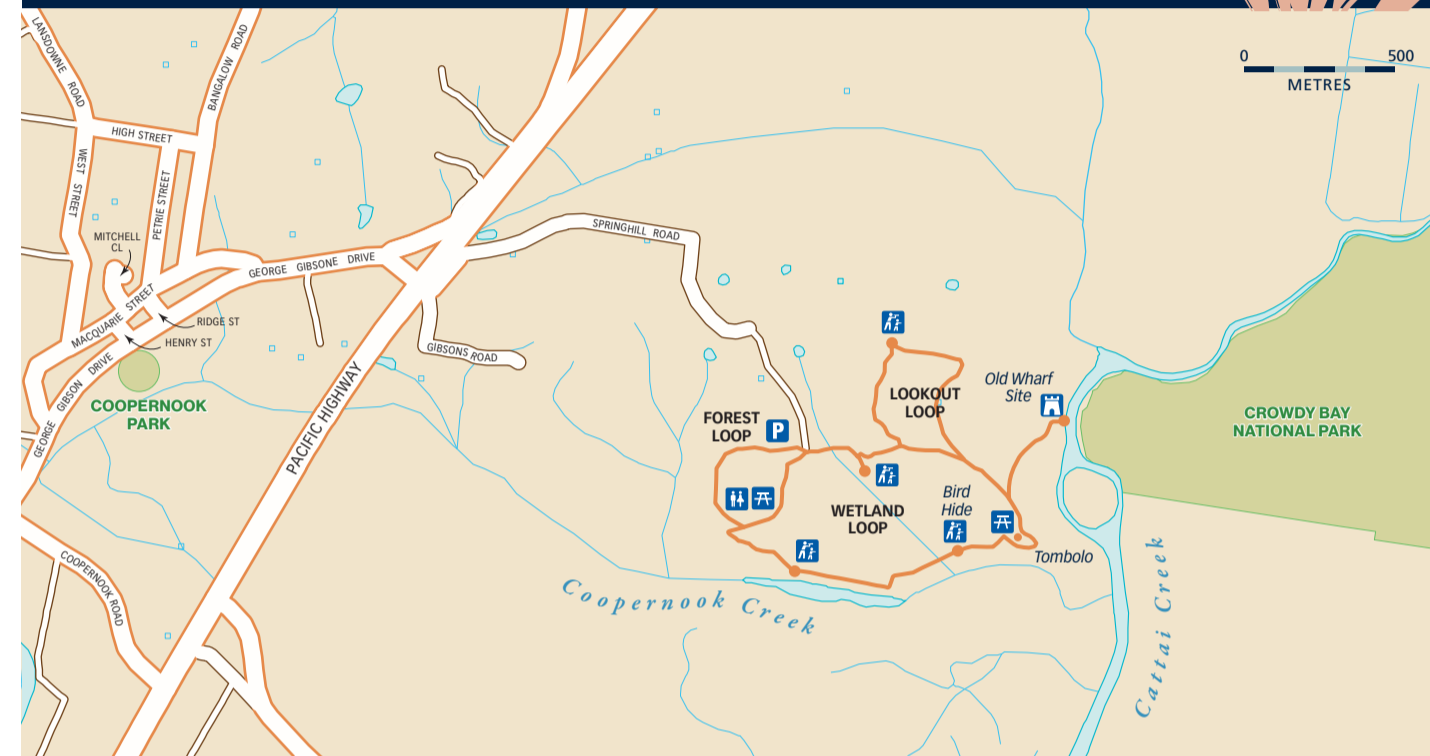 LANSDOWNE ROAD
BANGALOW ROAD
0 500
METRES
HIGH STREET
WEST STREET
PETRIE STREET
MITCHELL
CL
SPRINGHILL ROAD
GEORGE GIBSONE DRIVE
MACQUARIE STREET
RIDGE ST
HENRY ST
GIBSONS ROAD
GEORGE GIBSON DRIVE
PACIFIC HIGHWAY
COOPERNOOK
PARK
Old Wharf
Site
LOOKOUT
LOOP
FOREST
LOOP
P
CROWDY BAY
NATIONAL PARK
Bird
Hide
WETLAND
LOOP
Tombolo
COOPERNOOK ROAD
Coopernook Creek
Cattai Creek